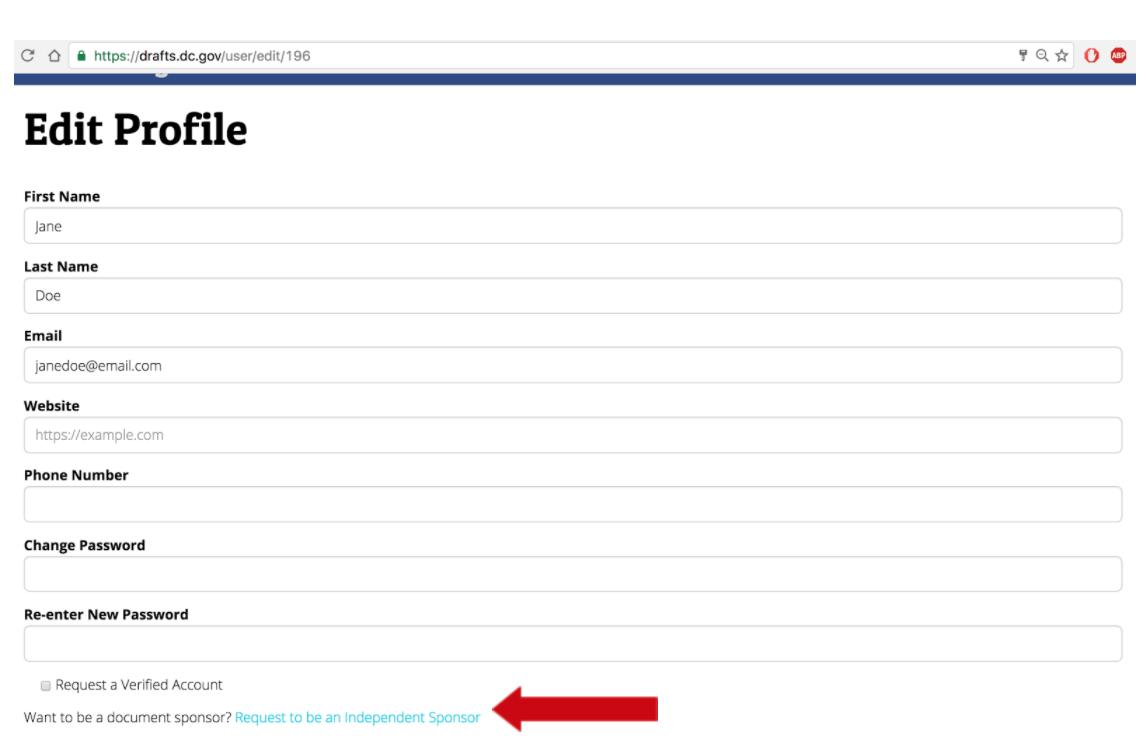 https://drafts.dc.gov/user/edit/196
ABP
Edit Profile
First Name
Jane
Last Name
Doe
Email
janedoe@email.com
Website
https://example.com
Phone Number
Change Password
Re-enter New Password
Request a Verified Account
Want to be a document sponsor? Request to be an Independent Sponsor